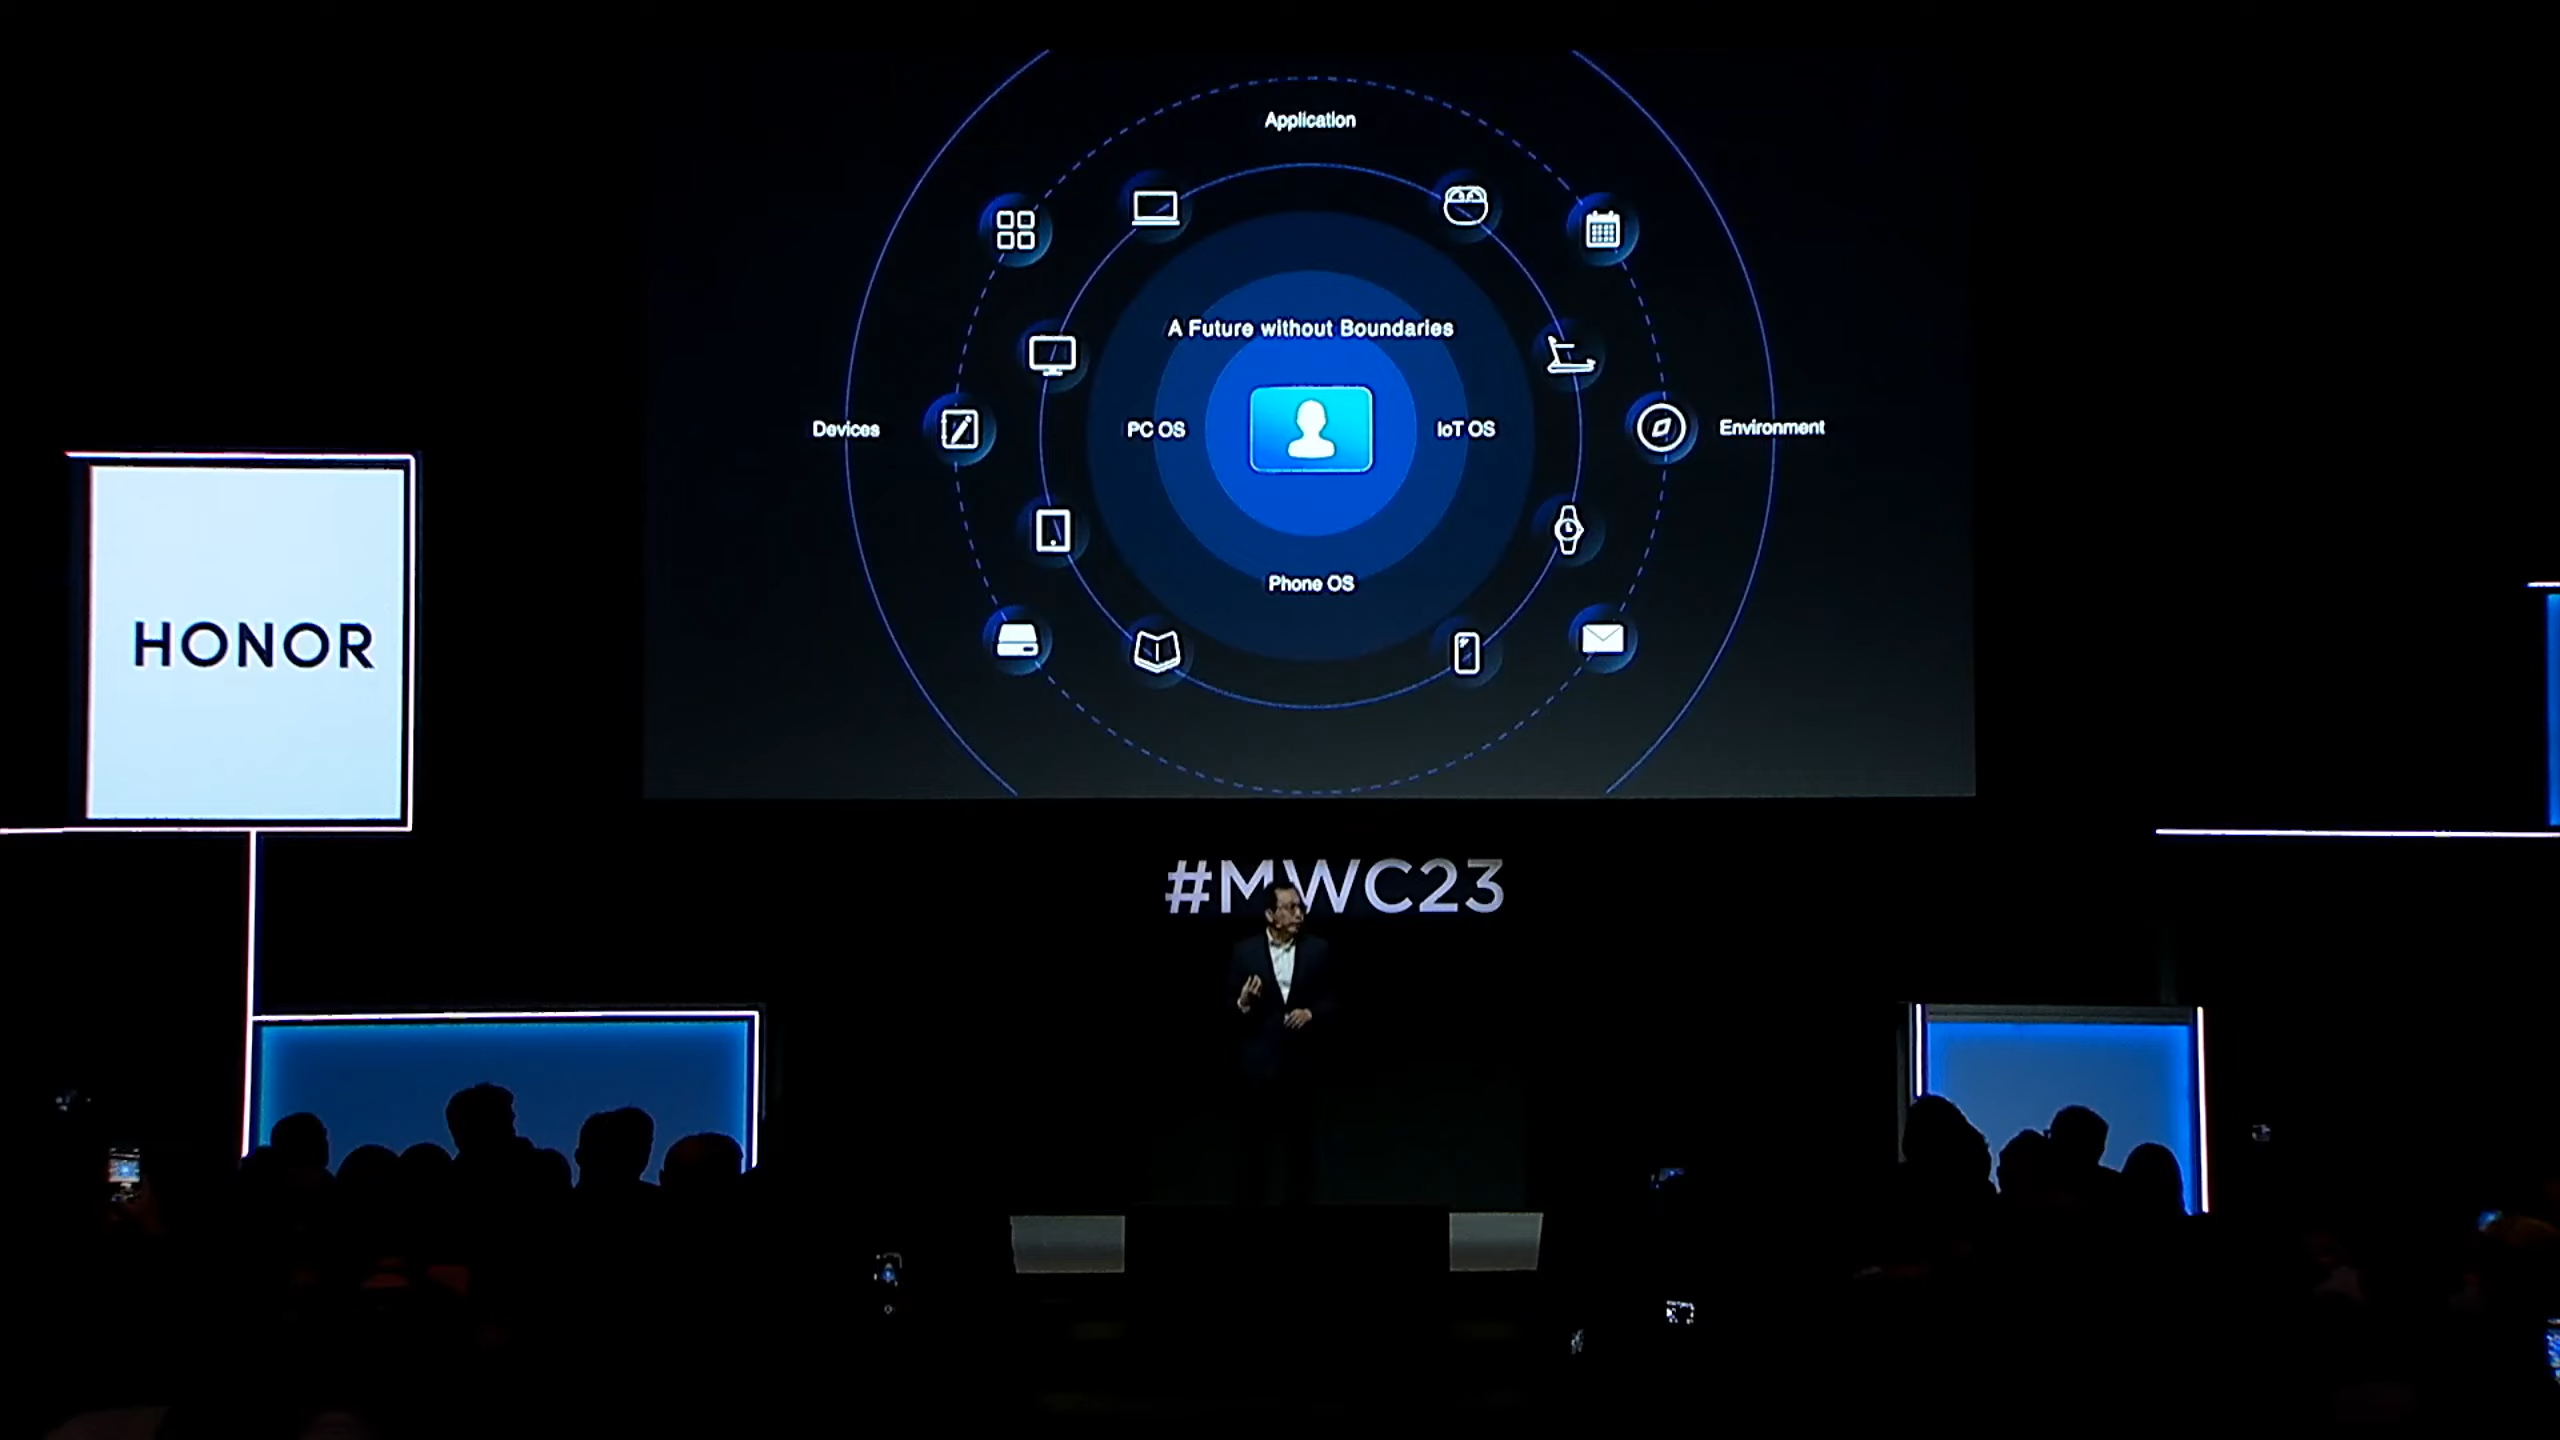 Application
A Future without Boundaries
Devices
PC OS
IoT OS
Environment
Phone OS
HONOR
#MWC23